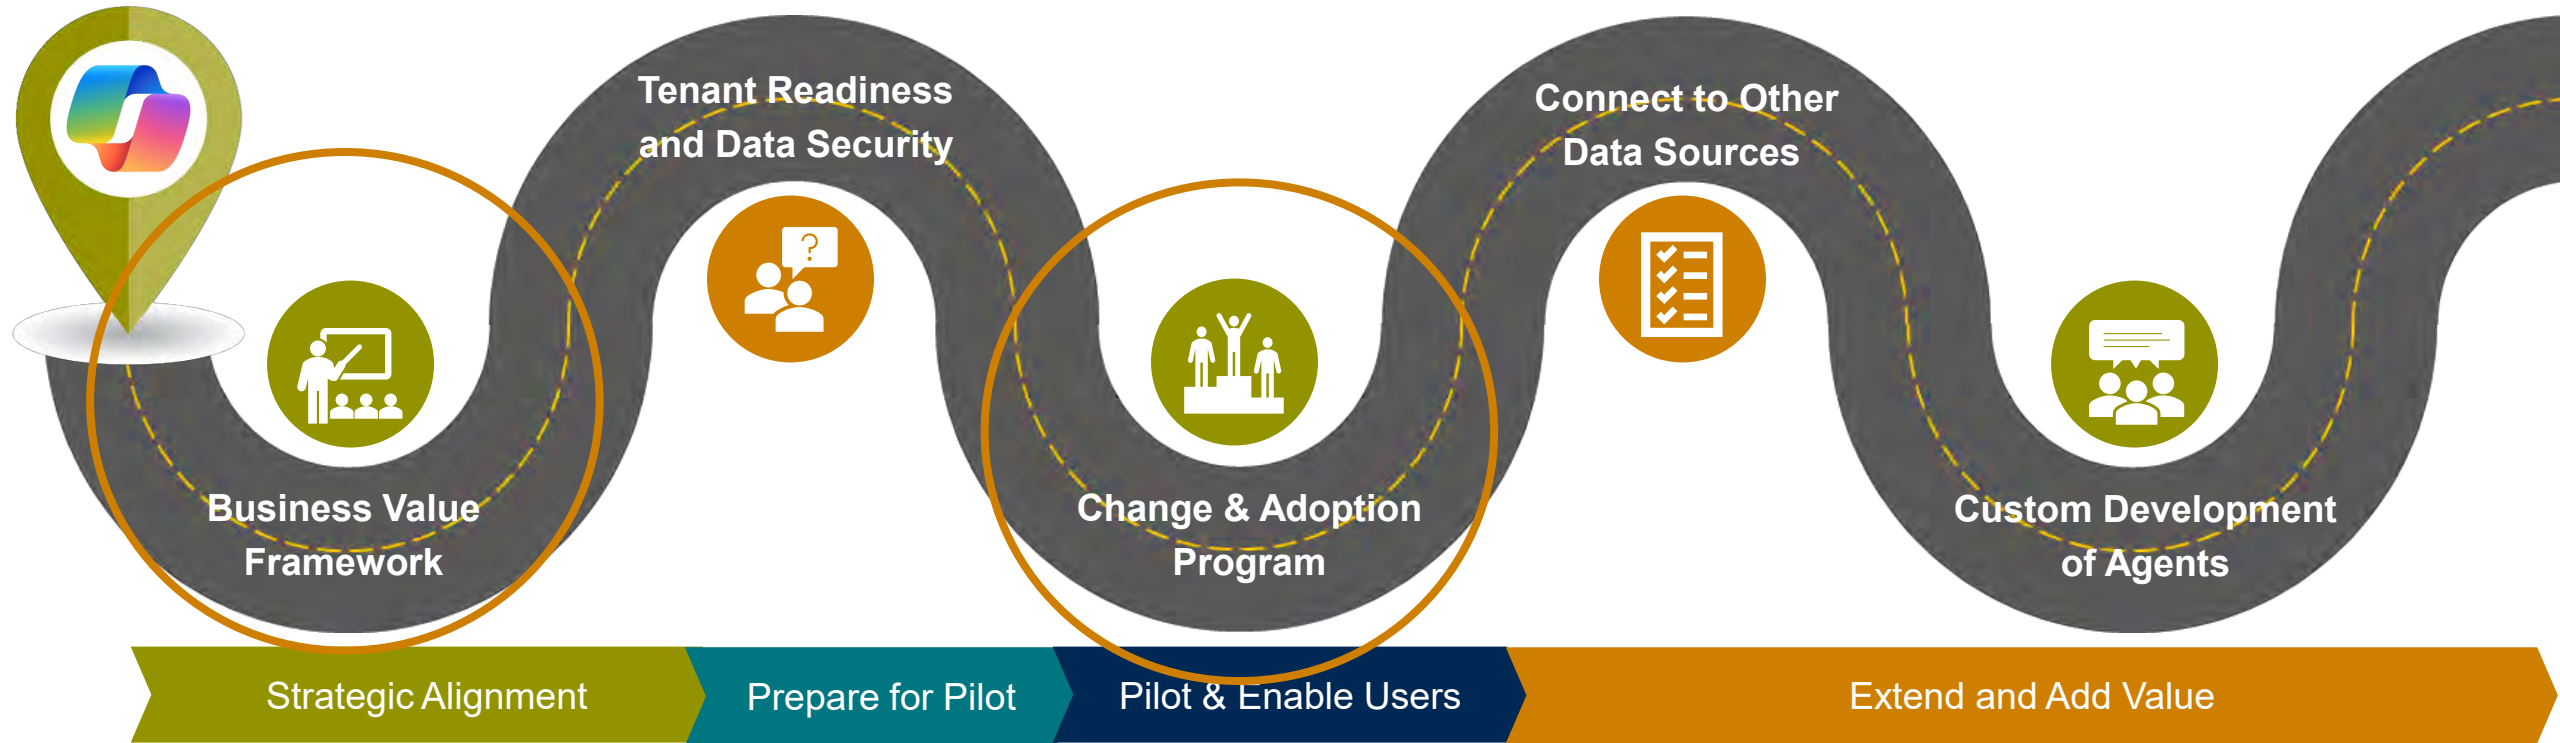 Tenant Readiness
and Data Security
Connect to Other
Data Sources
?
Business Value
Framework
Change & Adoption
Program
Custom Development
of Agents
Strategic Alignment
Prepare for Pilot
Pilot & Enable Users
Extend and Add Value